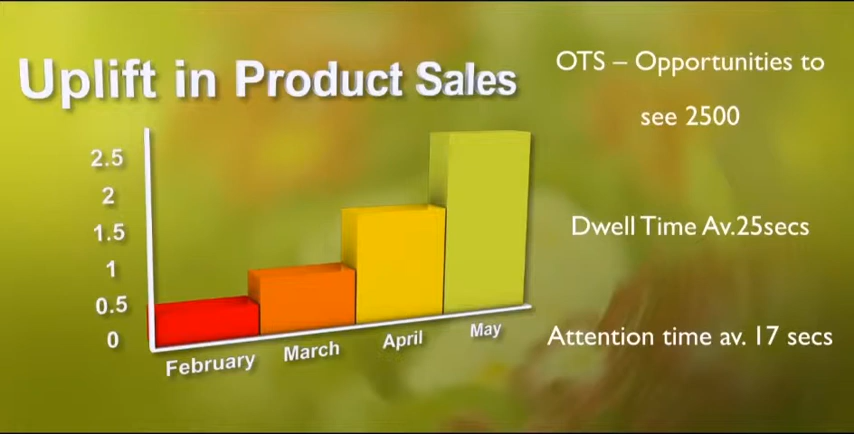 Uplift in Product Sales
2.5
2
1.5
1
0.5
0
February
March
April
May
OTS – Opportunities to
see 2500
Dwell Time Av.25secs
Attention time av. 17 secs